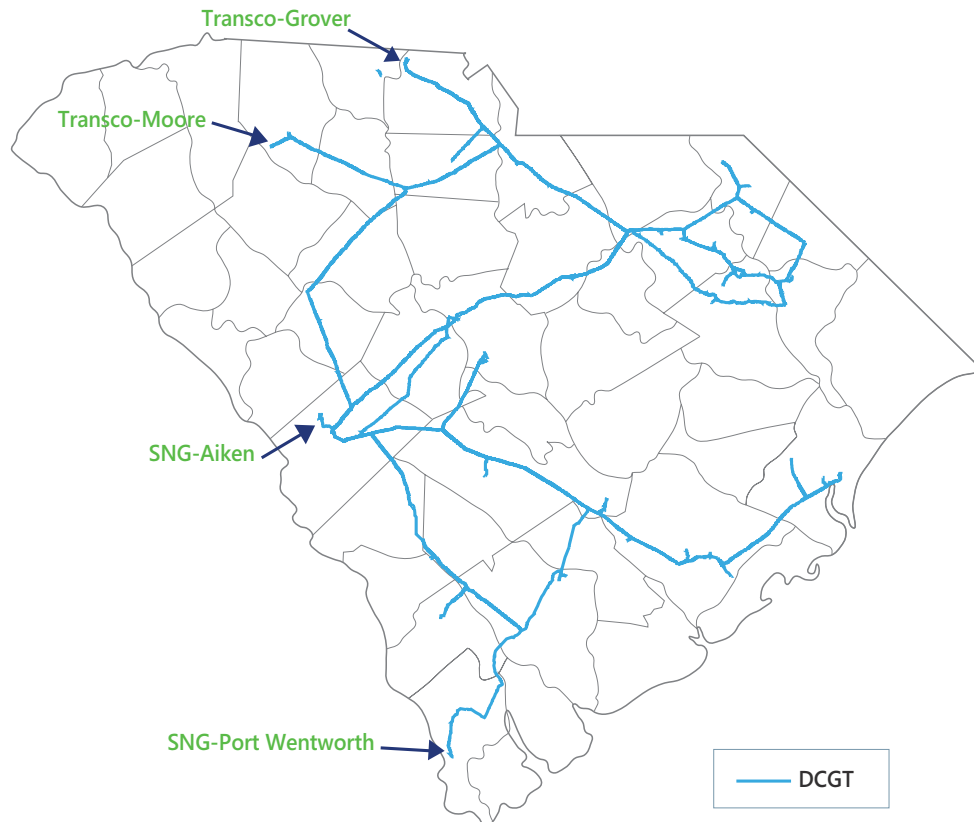 Transco-Grover
Transco-Moore
SNG-Aiken
SNG-Port Wentworth
DCGT